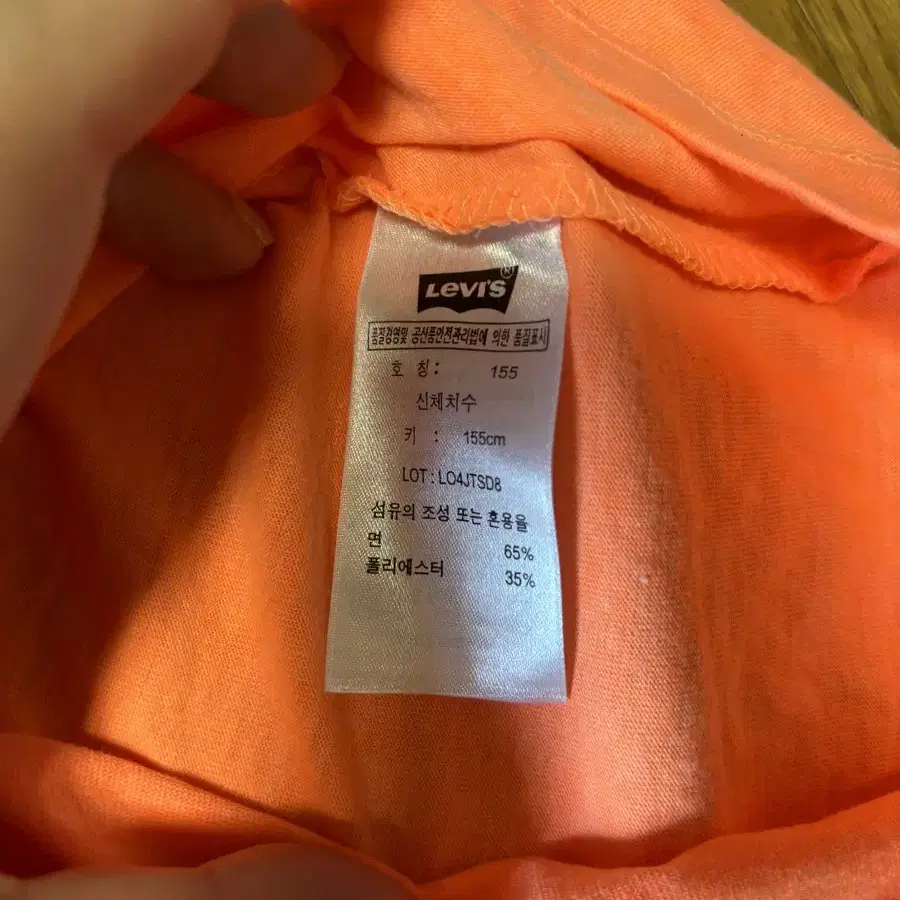 LEVI'S®
품질경영및 공산품안전관리법에 의한 품질표시
호 칭 : 155
신체치수
키 : 155cm
LOT : LO4JTSD8
섬유의 조성 또는 혼용율
면 65%
폴리에스터 35%